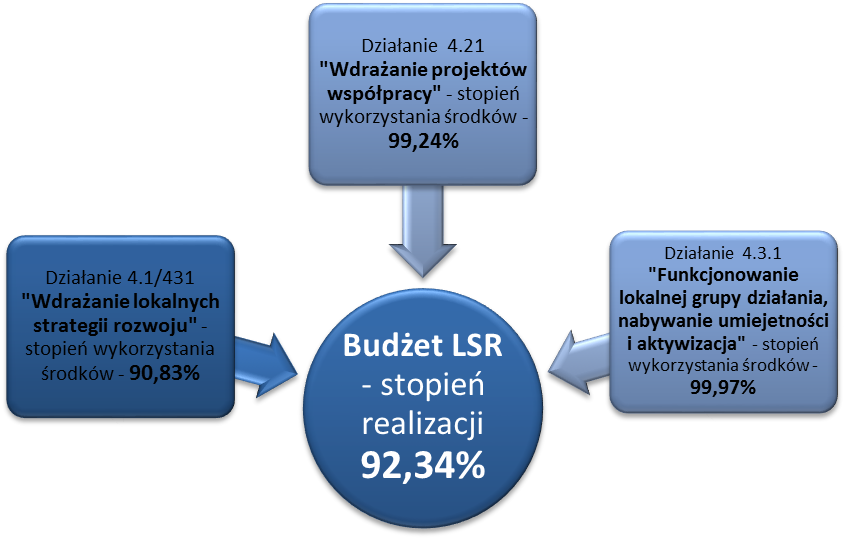 Działanie  4.21
"Wdrażanie projektów
współpracy" - stopień
wykorzystania środków -
99,24%
Działanie 4.1/431
"Wdrażanie lokalnych
strategii rozwoju" -
stopień wykorzystania
środków - 90,83%
Działanie  4.3.1
"Funkcjonowanie
lokalnej grupy działania,
nabywanie umiejetności
i aktywizacja" - stopień
wykorzystania środków -
99,97%
Budżet LSR
- stopień
realizacji
92,34%